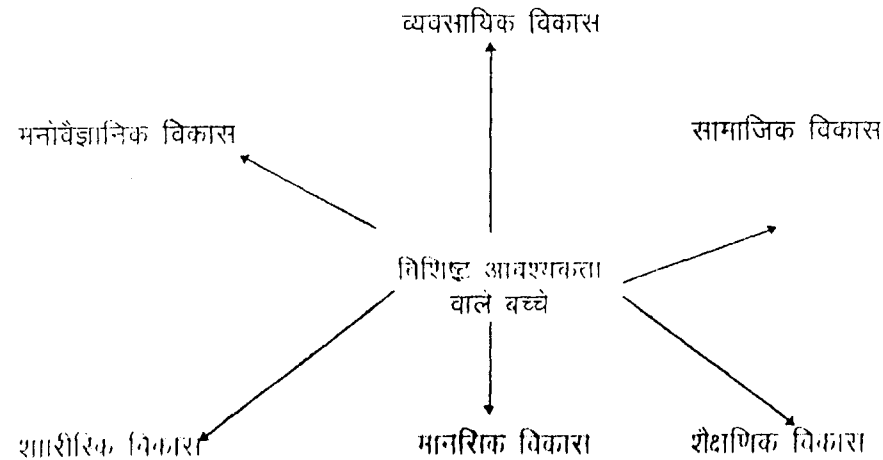 व्यवसायिक विकास
मनोवैज्ञानिक विकास
सामाजिक विकास
विशिष्ट आवश्यकता
वाले बच्चे
शारीरिक विकास
मानसिक विकास
शैक्षणिक विकास